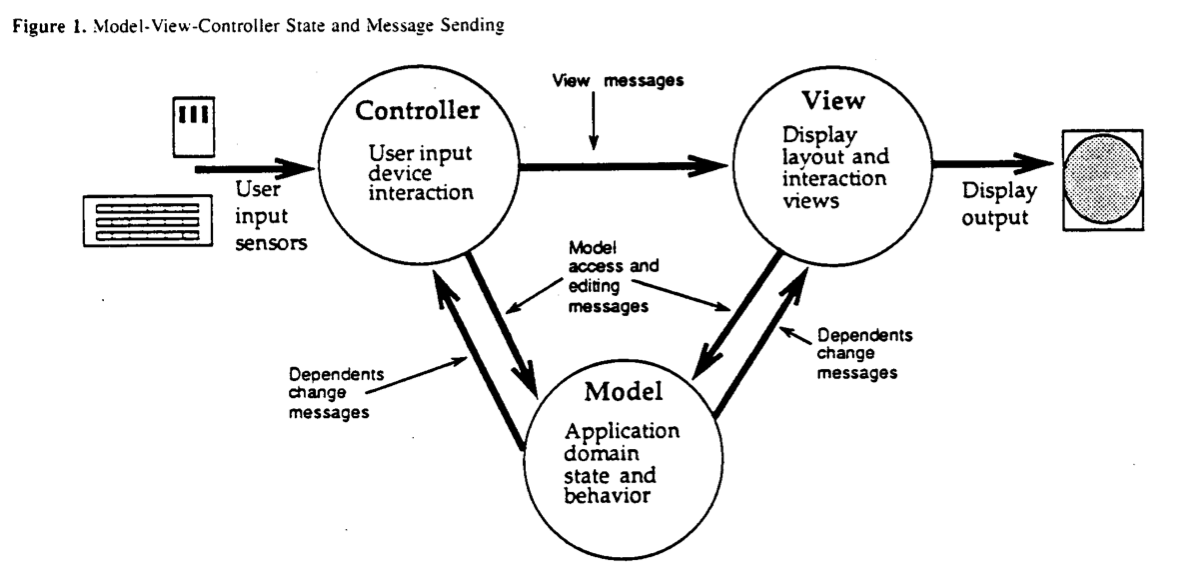 Figure 1. Model-View-Controller State and Message Sending
View messages
Controller
User input
device
interaction
View
Display
layout and
interaction
views
User
input
sensors
Display
output
Model
access and
editing
messages
Dependents
change
messages
Dependents
change
messages
Model
Application
domain
state and
behavior